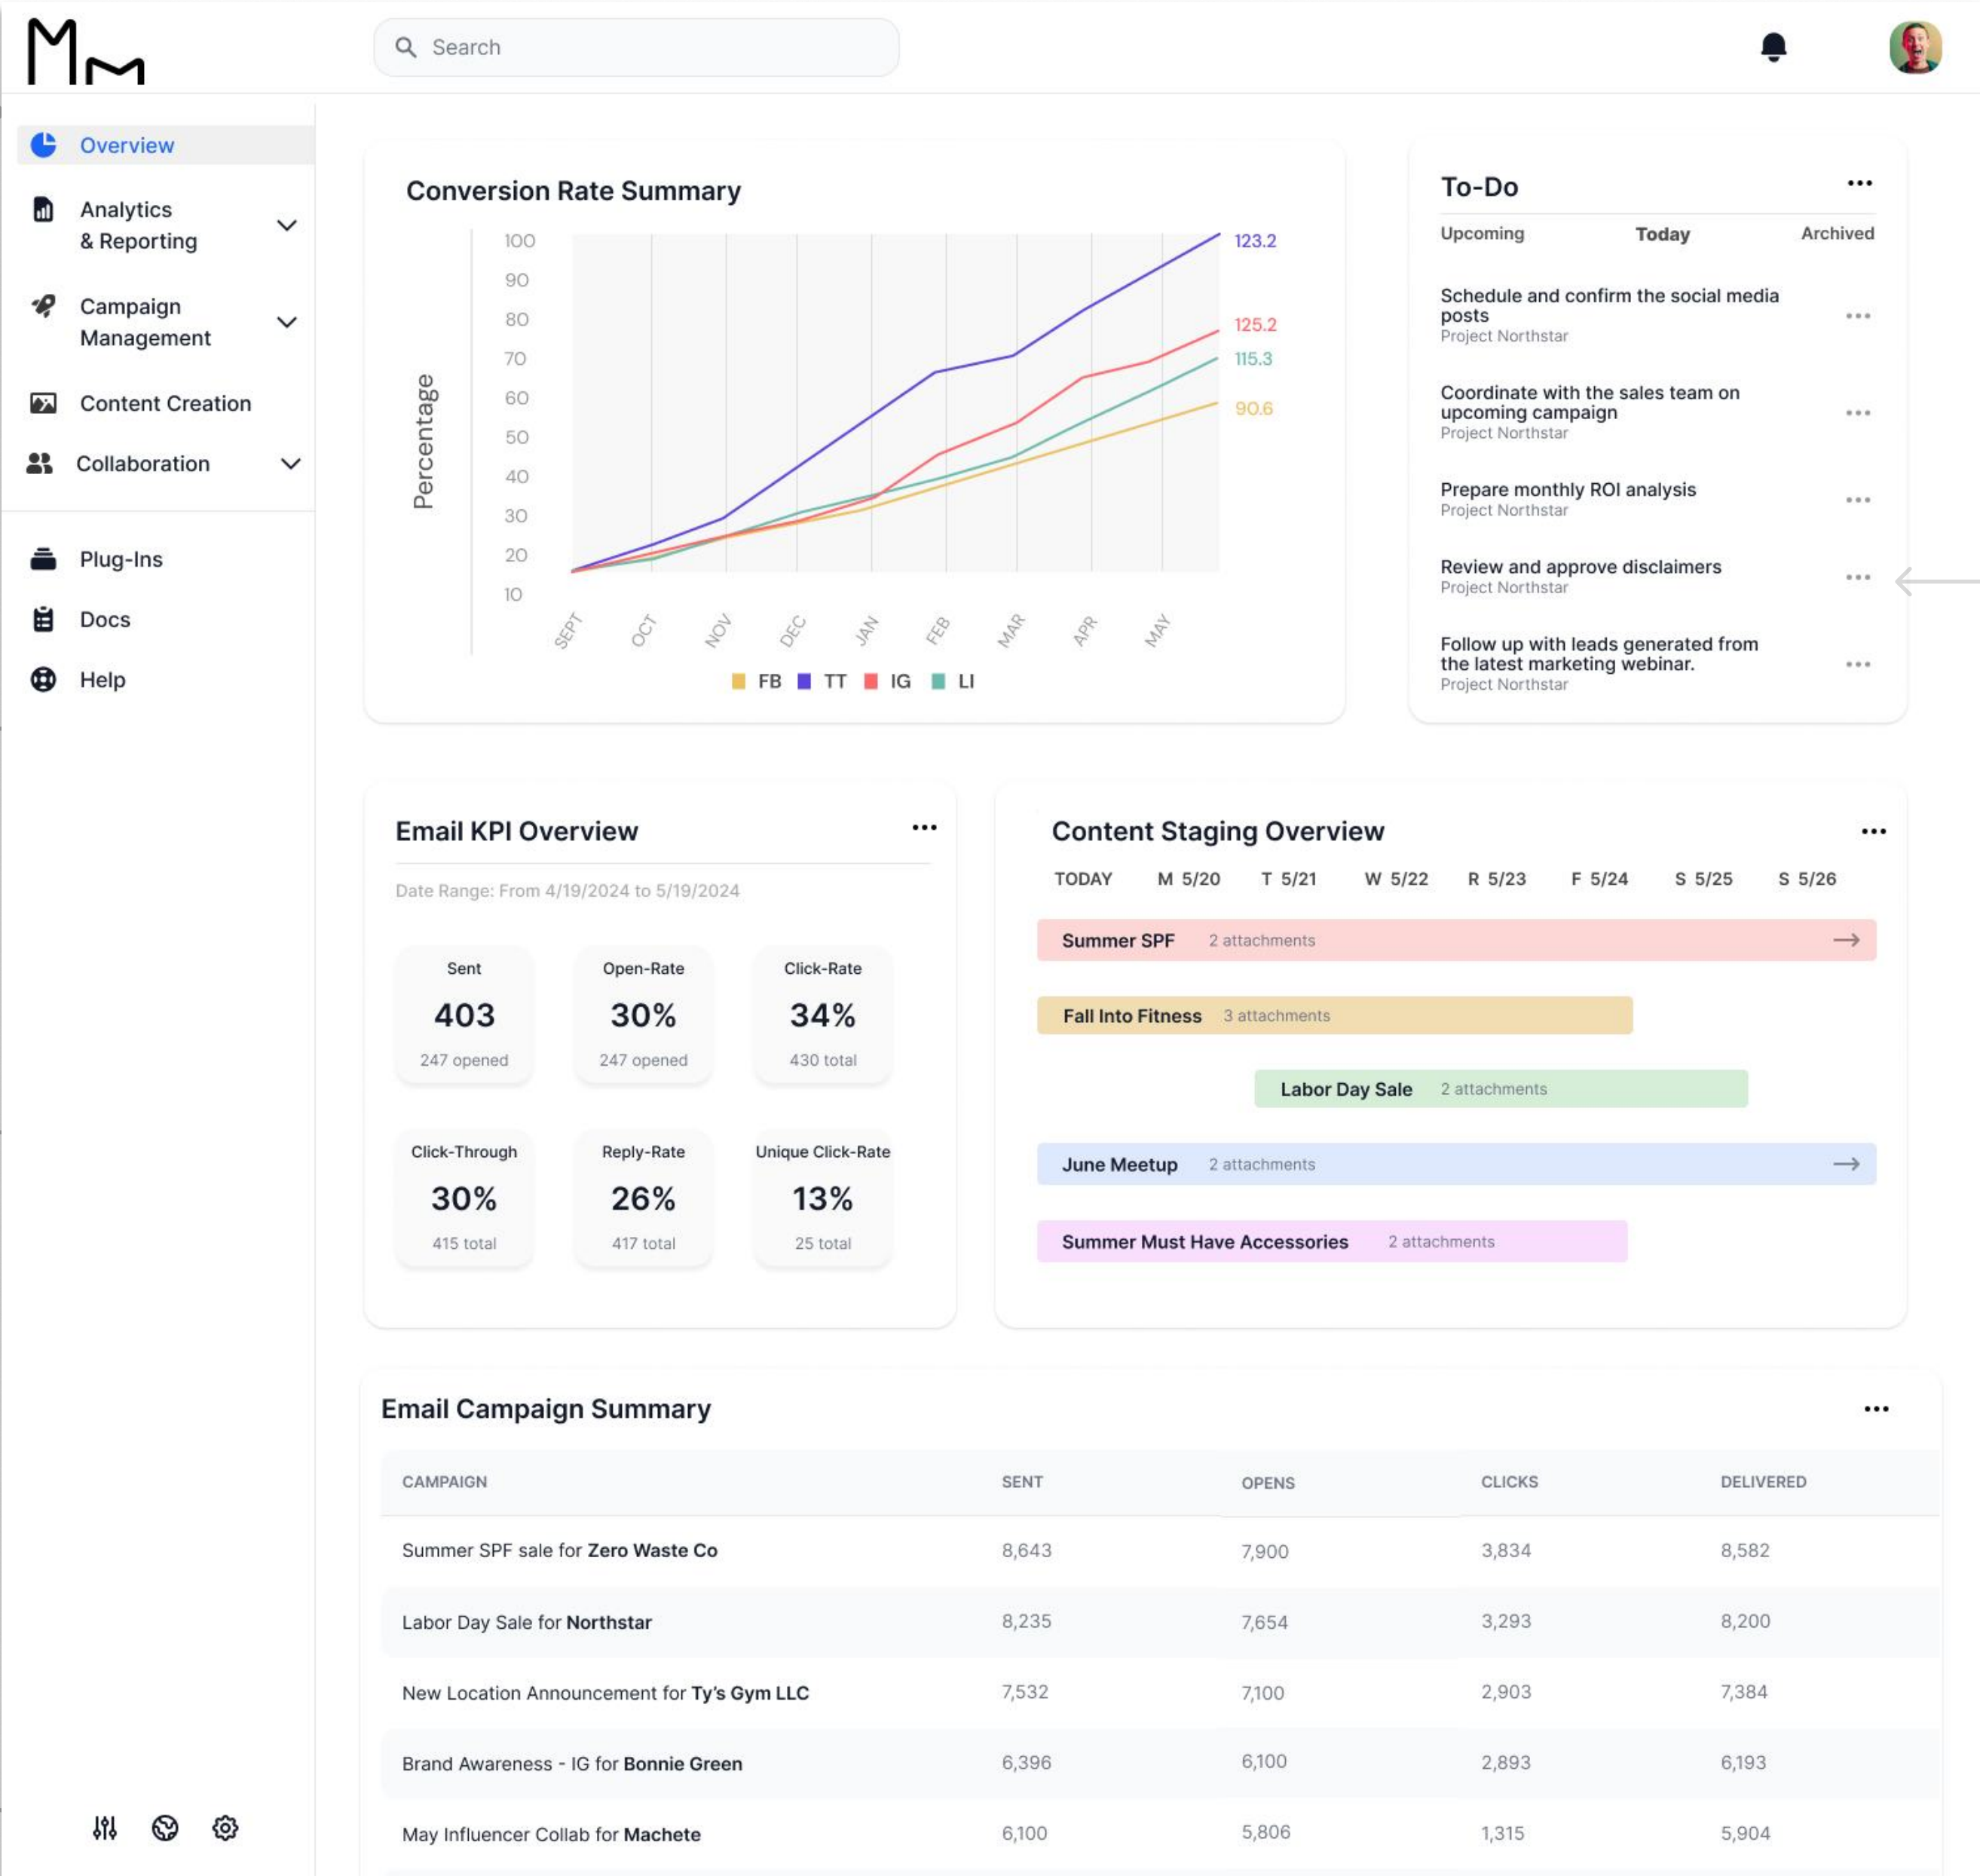 Mm
Search
Overview
Analytics
& Reporting
Campaign
Management
Content Creation
Collaboration
Plug-Ins
Docs
Help
Conversion Rate Summary
Percentage
100
90
80
70
60
50
40
30
20
10
123.2
125.2
115.3
90.6
SEPT
OCT
NOV
DEC
JAN
FEB
MAR
APR
MAY
FB TT IG LI
To-Do
Upcoming Today Archived
Schedule and confirm the social media
posts
Project Northstar
Coordinate with the sales team on
upcoming campaign
Project Northstar
Prepare monthly ROI analysis
Project Northstar
Review and approve disclaimers
Project Northstar
Follow up with leads generated from
the latest marketing webinar.
Project Northstar
Email KPI Overview
Date Range: From 4/19/2024 to 5/19/2024
Sent
403
247 opened
Open-Rate
30%
247 opened
Click-Rate
34%
430 total
Click-Through
30%
415 total
Reply-Rate
26%
417 total
Unique Click-Rate
13%
25 total
Content Staging Overview
TODAY M 5/20 T 5/21 W 5/22 R 5/23 F 5/24 S 5/25 S 5/26
Summer SPF 2 attachments
Fall Into Fitness 3 attachments
Labor Day Sale 2 attachments
June Meetup 2 attachments
Summer Must Have Accessories 2 attachments
Email Campaign Summary
CAMPAIGN SENT OPENS CLICKS DELIVERED
Summer SPF sale for Zero Waste Co 8,643 7,900 3,834 8,582
Labor Day Sale for Northstar 8,235 7,654 3,293 8,200
New Location Announcement for Ty's Gym LLC 7,532 7,100 2,903 7,384
Brand Awareness - IG for Bonnie Green 6,396 6,100 2,893 6,193
May Influencer Collab for Machete 6,100 5,806 1,315 5,904